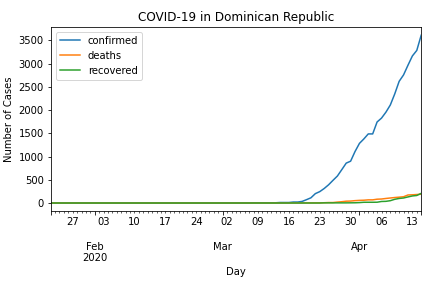 COVID-19 in Dominican Republic
confirmed
deaths
recovered
Number of Cases
3500
3000
2500
2000
1500
1000
500
0
27 03 10 17 24 02 09 16 23 30 06 13
Feb Mar Apr
2020
Day